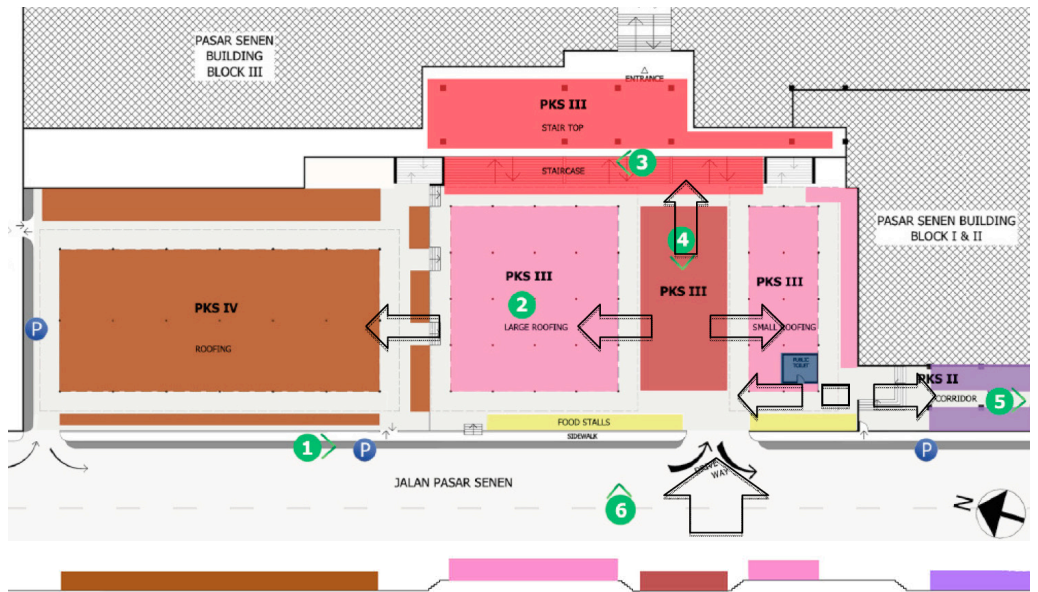 PASAR SENEN
BUILDING
BLOCK III
ENTRANCE
PKS III
STAIR TOP
STAIRCASE
3
PASAR SENEN BUILDING
BLOCK I & II
4
PKS III
2
LARGE ROOFING
PKS III
PKS III
SMALL ROOFING
PKS IV
ROOFING
P
PUBLIC
TOILET
PKS II
CORRIDOR
5
FOOD STALLS
SIDEWALK
1
P
P
DRIVE
WAY
JALAN PASAR SENEN
6
N